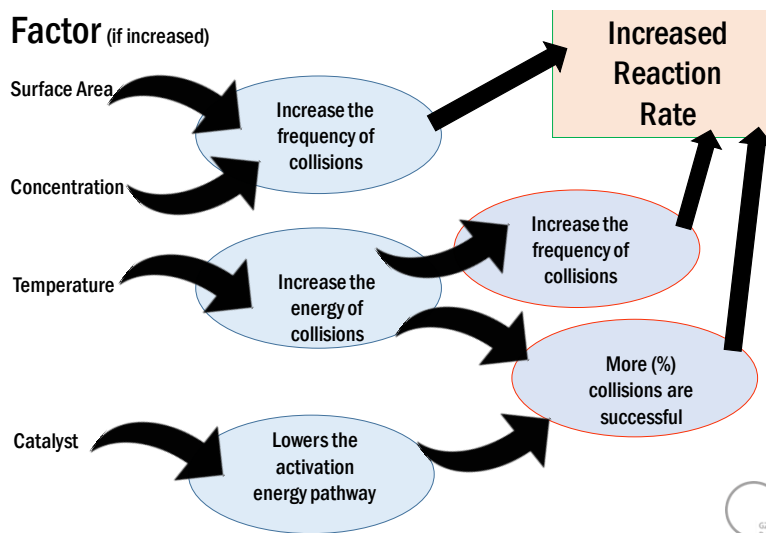 Factor (if increased)
Surface Area
Concentration
Temperature
Catalyst
Increase the
frequency of
collisions
Increase the
energy of
collisions
Lowers the
activation
energy pathway
Increase the
frequency of
collisions
More (%)
collisions are
successful
Increased
Reaction
Rate